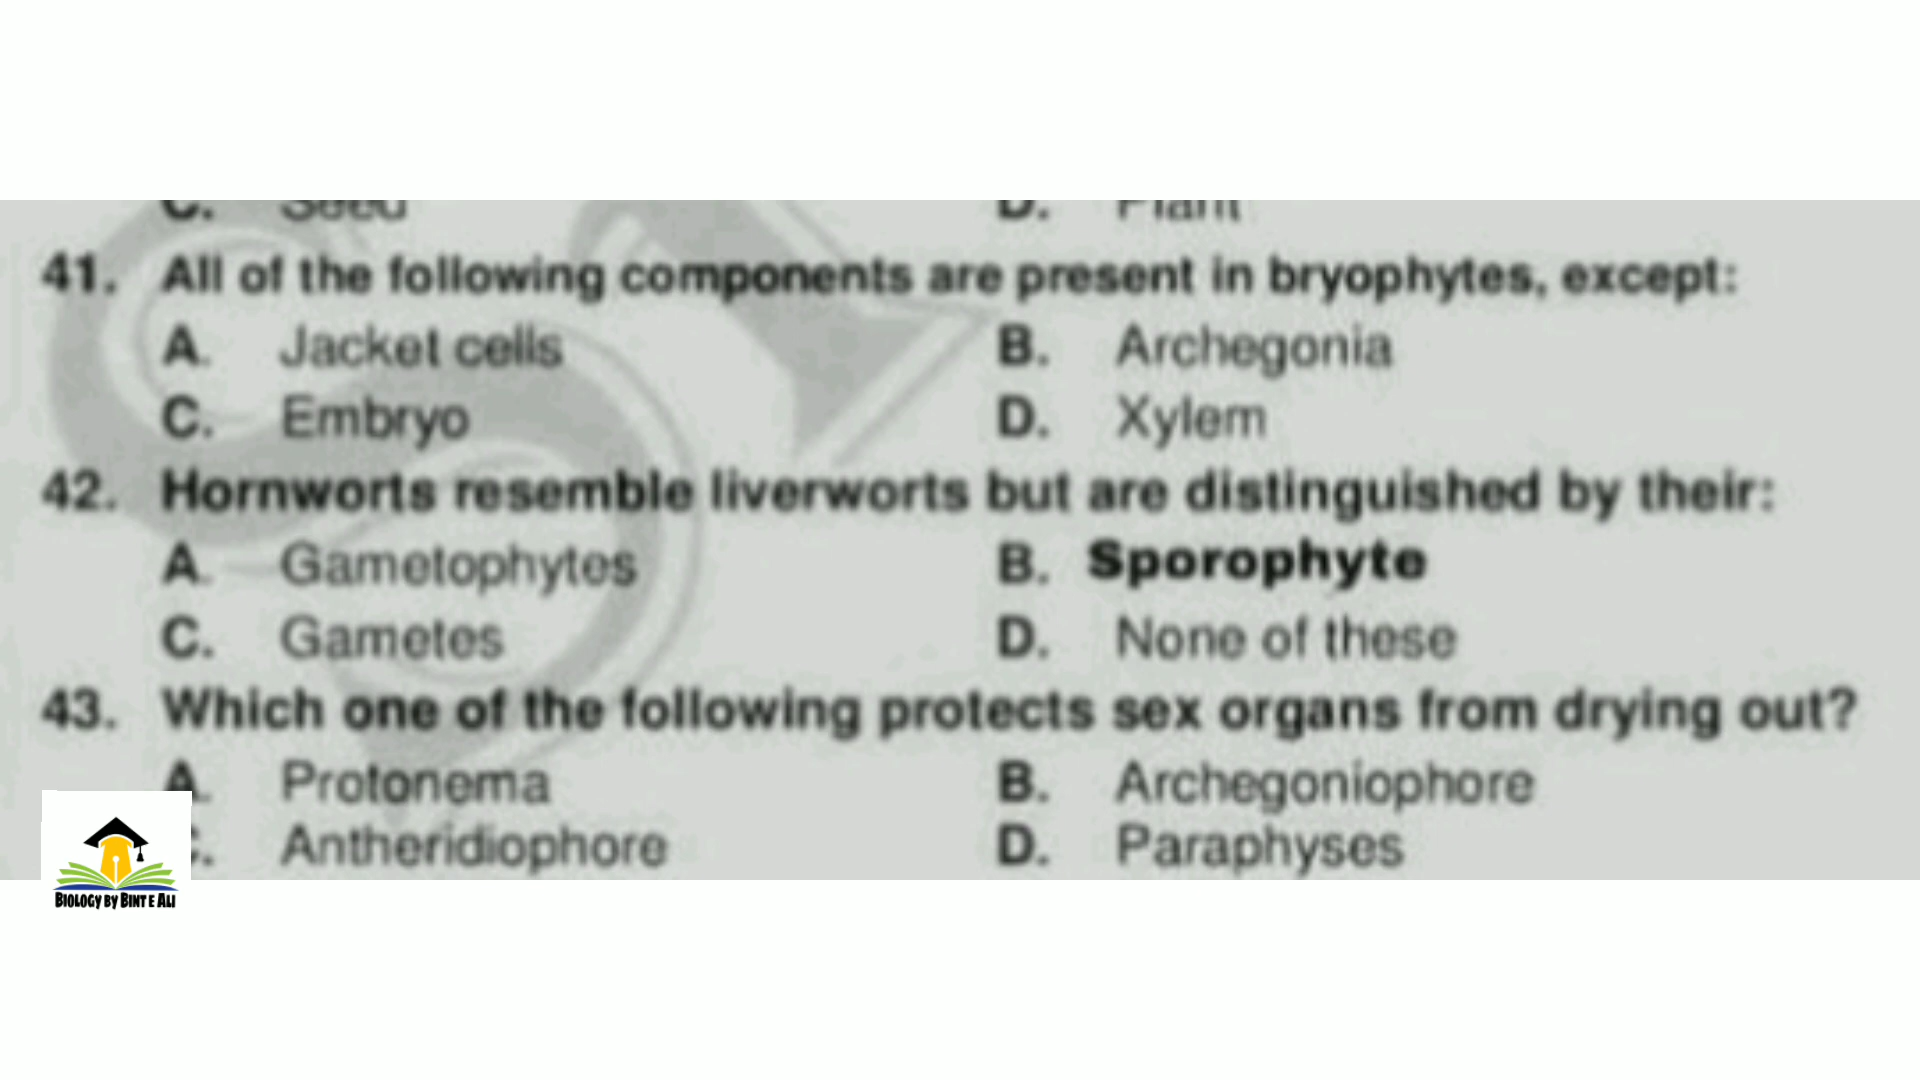 C. Seed D. Plant
41. All of the following components are present in bryophytes, except:
A. Jacket cells B. Archegonia
C. Embryo D. Xylem
42. Hornworts resemble liverworts but are distinguished by their:
A. Gametophytes B. Sporophyte
C. Gametes D. None of these
43. Which one of the following protects sex organs from drying out?
A. Protonema B. Archegoniophore
C. Antheridiophore D. Paraphyses
BIOLOGY BY BINT E ALI